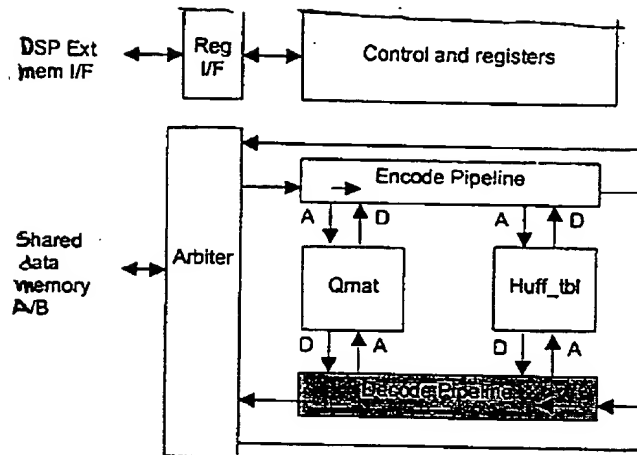 DSP Ext
mem I/F
Reg
I/F
Control and registers
Encode Pipeline
A
D
A
D
Shared
data
memory
A/B
Arbiter
Qmat
Huff_tbl
D
A
D
A
Decode Pipeline